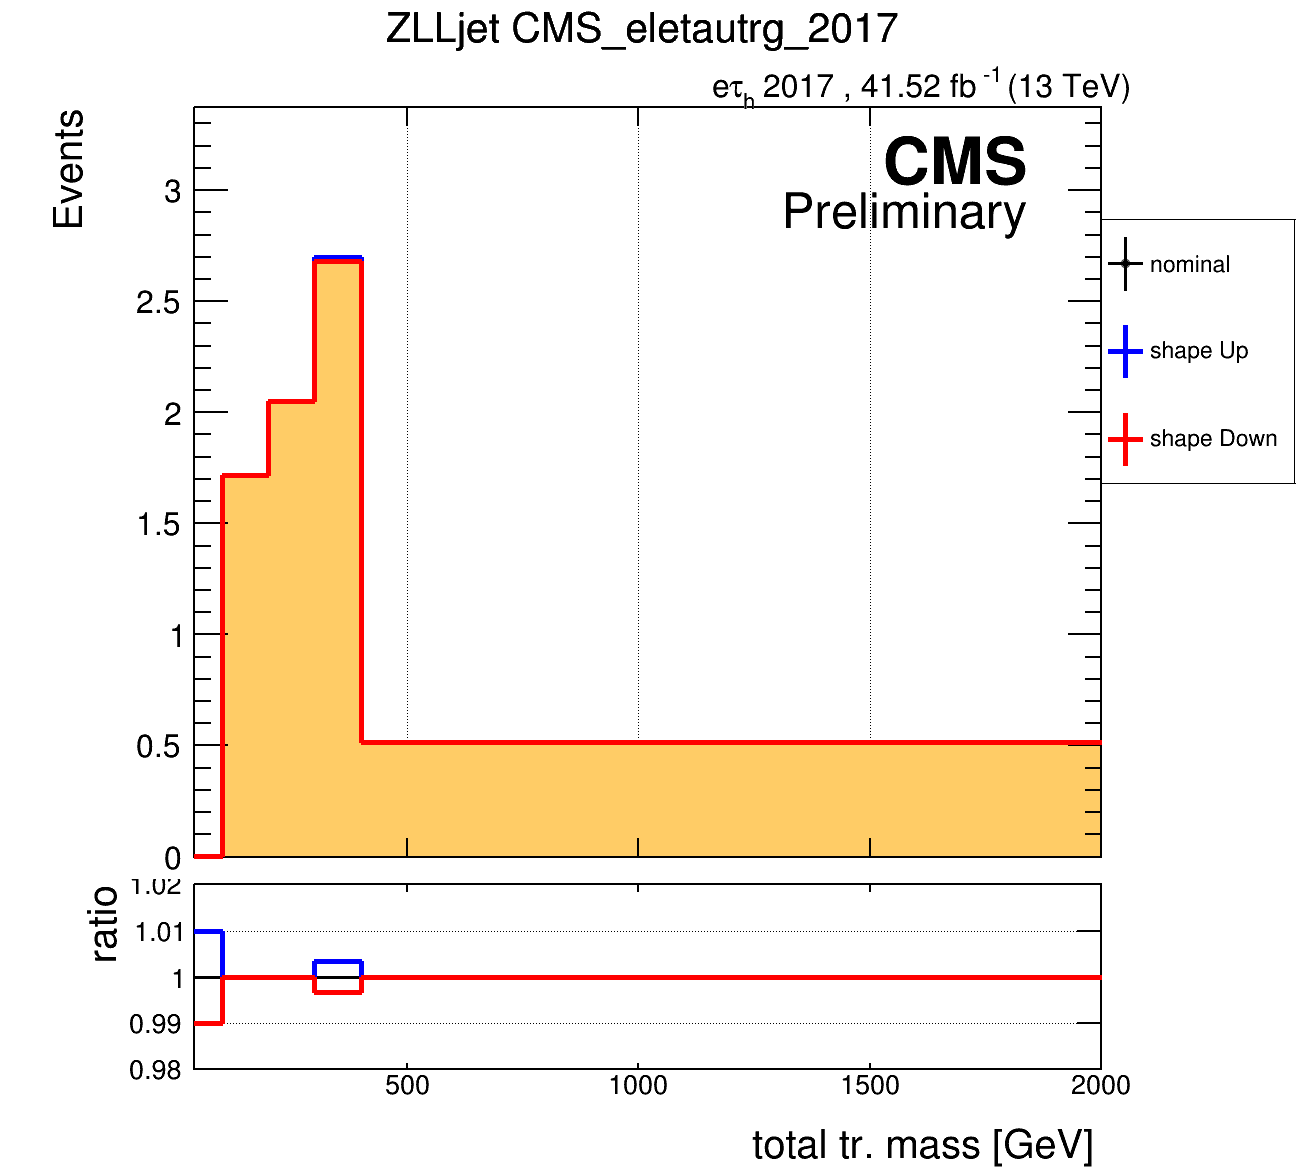 ZLLjet CMS_eletautrg_2017
eτh 2017 , 41.52 fb-1 (13 TeV)
Events
CMS
Preliminary
3
2.5
2
1.5
1
0.5
0
nominal
shape Up
shape Down
ratio
1.02
1.01
1
0.99
0.98
500 1000 1500 2000
total tr. mass [GeV]